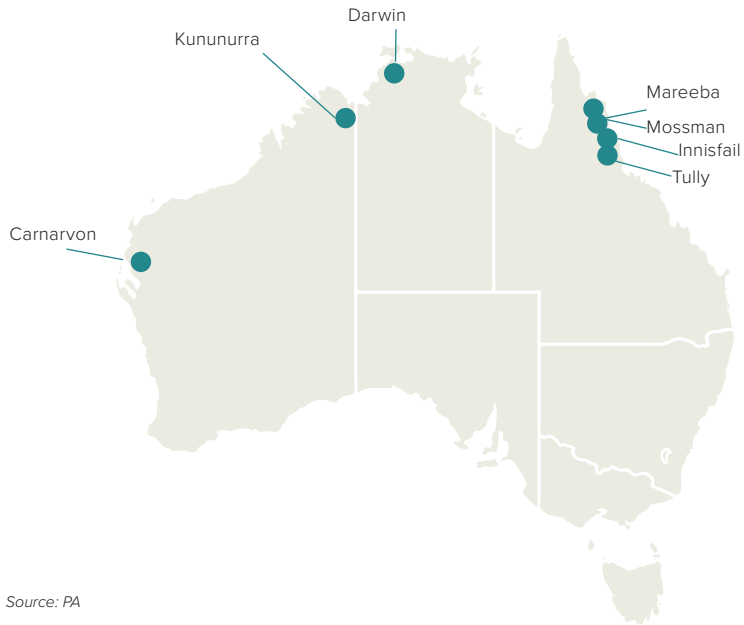 Darwin
Kununurra
Mareeba
Mossman
Innisfail
Tully
Carnarvon
Source: PA